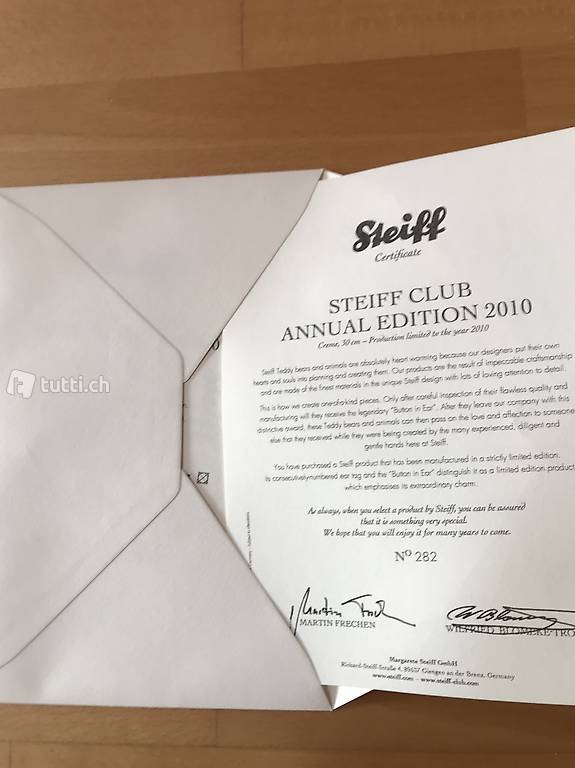 Steiff
Certificate
STEIFF CLUB
ANNUAL EDITION 2010
Creme, 30 cm – Production limited to the year 2010
Steiff Teddy bears and animals are absolutely heart warming because our designers put their own
hearts and souls into planning and creating them. Our products are the result of impeccable craftsmanship
and are made of the finest materials in the unique Steiff design with lots of loving attention to detail.
This is how we create one-of-a-kind pieces. Only after careful inspection of their flawless quality and
manufacturing will they receive the legendary "Button in Ear". After they leave our company with this
distinctive award, these Teddy bears and animals can then pass on the love and affection to someone
else that they received while they were being created by the many experienced, diligent and
gentle hands here at Steiff.
You have purchased a Steiff product that has been manufactured in a strictly limited edition.
Its consecutively-numbered ear tag and the "Button in Ear" distinguish it as a limited edition product
which emphasises its extraordinary charm.
As always, when you select a product by Steiff, you can be assured
that it is something very special.
We hope that you will enjoy it for many years to come.
Nº 282
MARTIN FRECHEN
WILFRIED BLÖMEKE-TRO
Margarete Steiff GmbH
Richard-Steiff-Straße 4, 89537 Giengen an der Brenz, Germany
www.steiff.com – www.steiff-club.com
tutti.ch